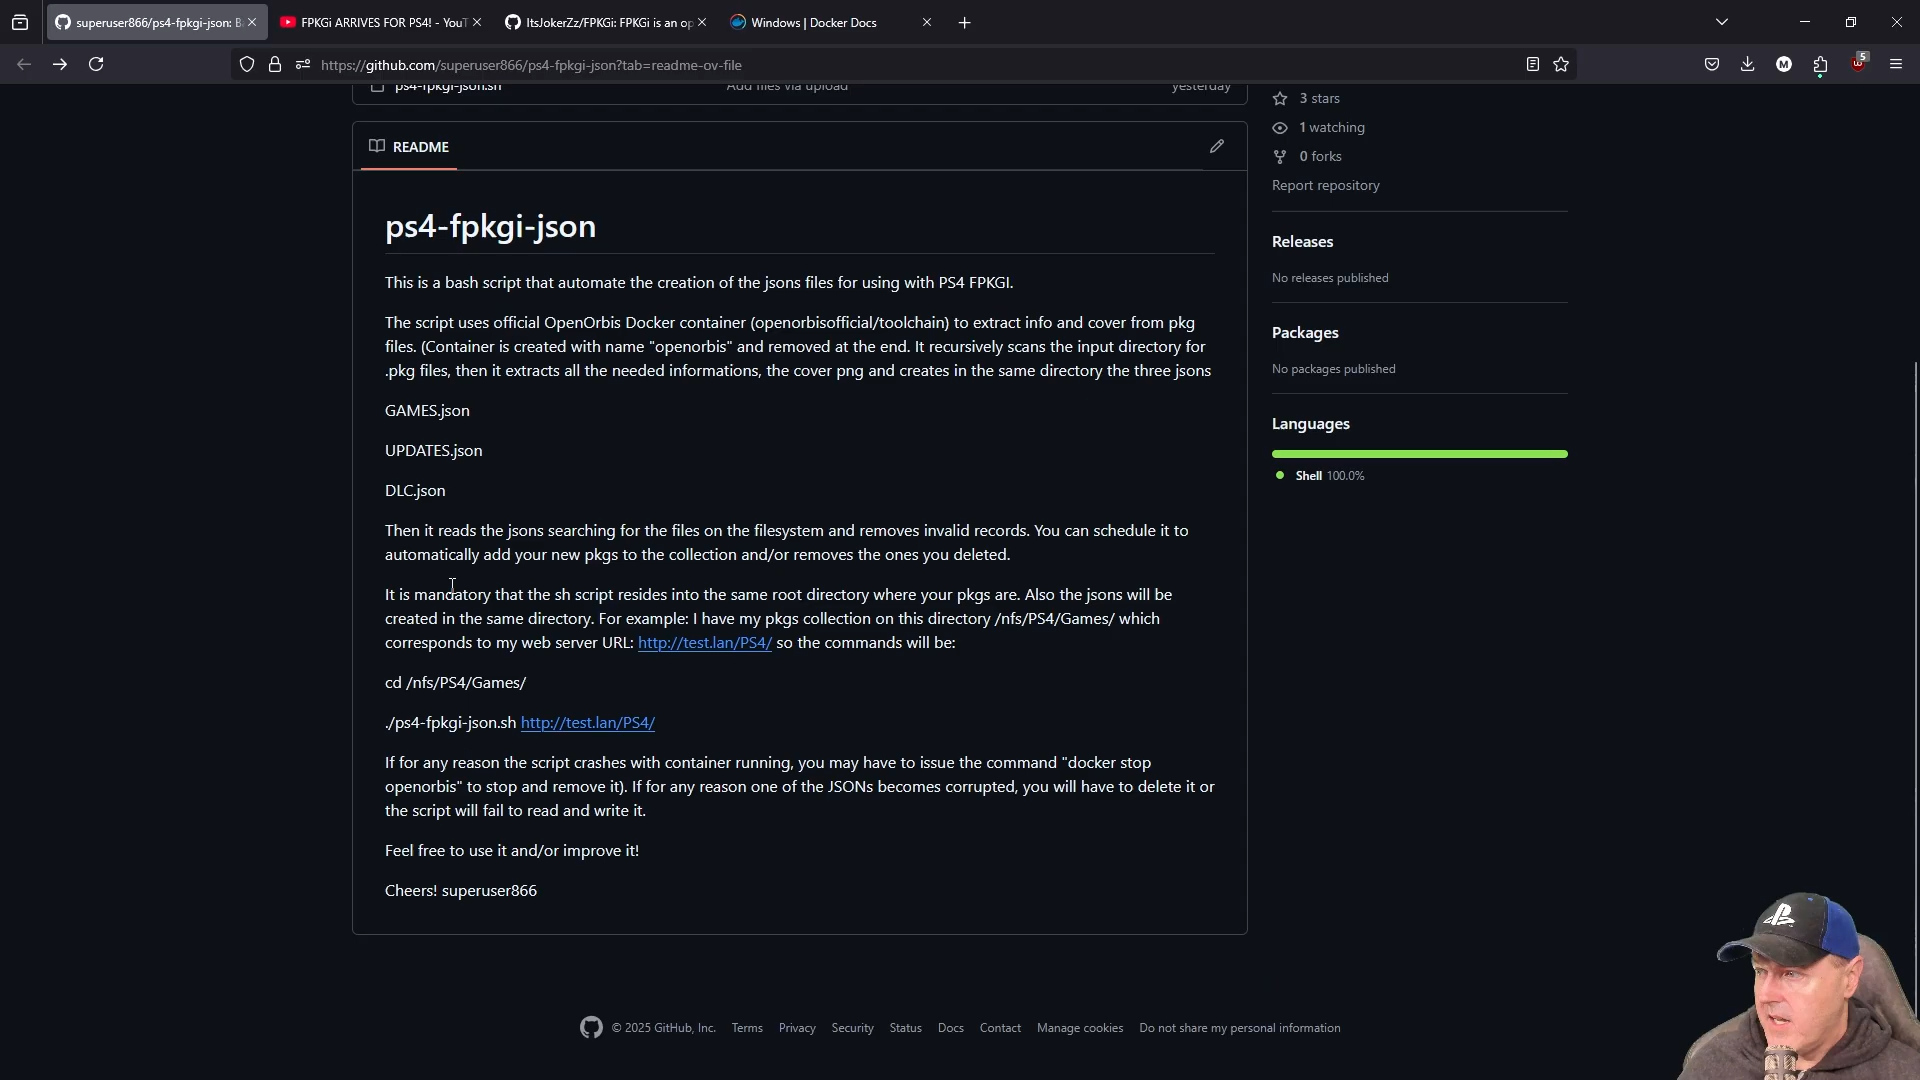 superuser866/ps4-fpkgi-json: B
FPKGi ARRIVES FOR PS4! - YouT
ItsJokerZz/FPKGi: FPKGi is an op
Windows | Docker Docs
https://github.com/superuser866/ps4-fpkgi-json?tab=readme-ov-file
5
ps4-fpkgi-json.sh
Add files via upload
yesterday
README
ps4-fpkgi-json
This is a bash script that automate the creation of the jsons files for using with PS4 FPKGI.
The script uses official OpenOrbis Docker container (openorbisofficial/toolchain) to extract info and cover from pkg
files. (Container is created with name "openorbis" and removed at the end. It recursively scans the input directory for
.pkg files, then it extracts all the needed informations, the cover png and creates in the same directory the three jsons
GAMES.json
UPDATES.json
DLC.json
Then it reads the jsons searching for the files on the filesystem and removes invalid records. You can schedule it to
automatically add your new pkgs to the collection and/or removes the ones you deleted.
It is mandatory that the sh script resides into the same root directory where your pkgs are. Also the jsons will be
created in the same directory. For example: I have my pkgs collection on this directory /nfs/PS4/Games/ which
corresponds to my web server URL: http://test.lan/PS4/ so the commands will be:
cd /nfs/PS4/Games/
./ps4-fpkgi-json.sh http://test.lan/PS4/
If for any reason the script crashes with container running, you may have to issue the command "docker stop
openorbis" to stop and remove it). If for any reason one of the JSONs becomes corrupted, you will have to delete it or
the script will fail to read and write it.
Feel free to use it and/or improve it!
Cheers! superuser866
3 stars
1 watching
0 forks
Report repository
Releases
No releases published
Packages
No packages published
Languages
Shell 100.0%
© 2025 GitHub, Inc.
Terms
Privacy
Security
Status
Docs
Contact
Manage cookies
Do not share my personal information